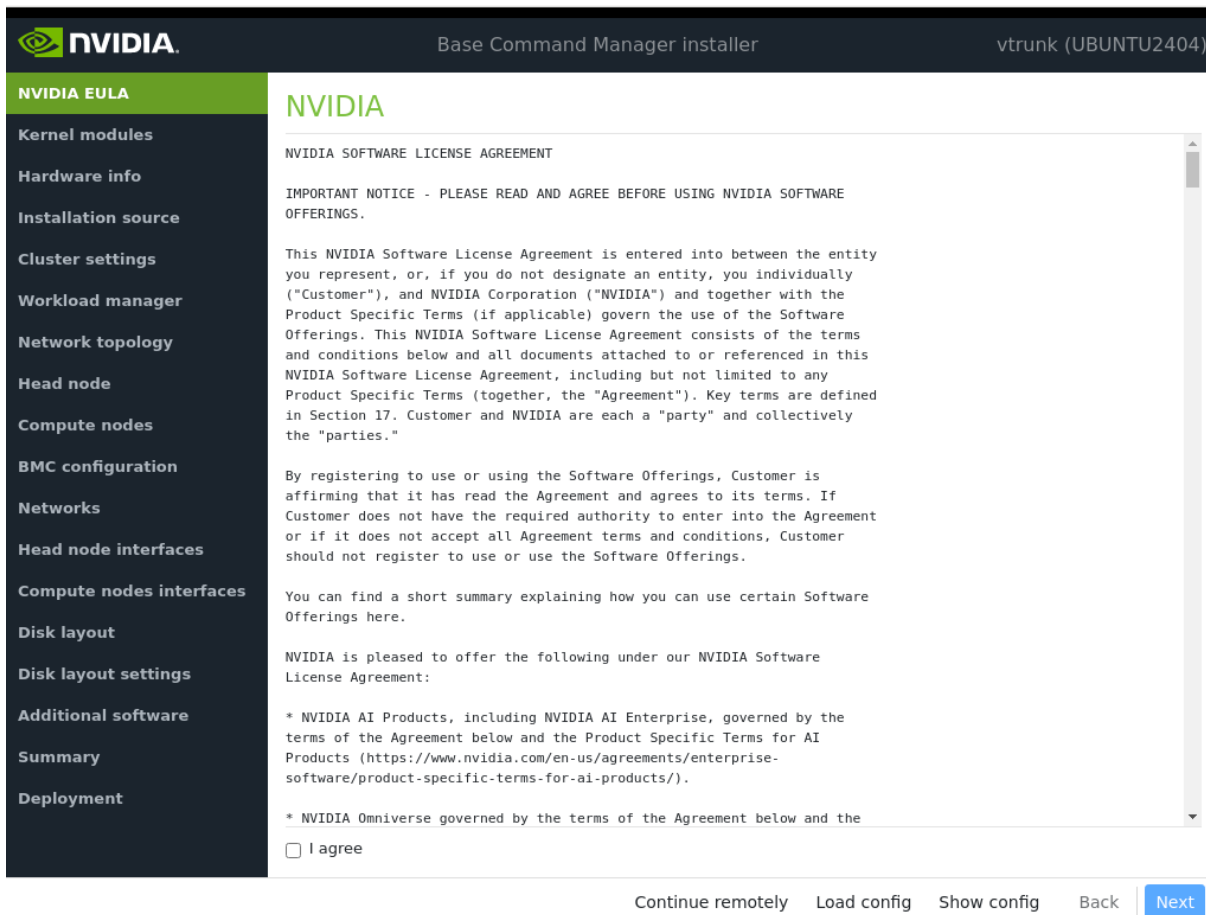 NVIDIA.
Base Command Manager installer
vtrunk (UBUNTU2404)
NVIDIA EULA
Kernel modules
Hardware info
Installation source
Cluster settings
Workload manager
Network topology
Head node
Compute nodes
BMC configuration
Networks
Head node interfaces
Compute nodes interfaces
Disk layout
Disk layout settings
Additional software
Summary
Deployment
NVIDIA
NVIDIA SOFTWARE LICENSE AGREEMENT
IMPORTANT NOTICE - PLEASE READ AND AGREE BEFORE USING NVIDIA SOFTWARE
OFFERINGS.
This NVIDIA Software License Agreement is entered into between the entity
you represent, or, if you do not designate an entity, you individually
("Customer"), and NVIDIA Corporation ("NVIDIA") and together with the
Product Specific Terms (if applicable) govern the use of the Software
Offerings. This NVIDIA Software License Agreement consists of the terms
and conditions below and all documents attached to or referenced in this
NVIDIA Software License Agreement, including but not limited to any
Product Specific Terms (together, the "Agreement"). Key terms are defined
in Section 17. Customer and NVIDIA are each a "party" and collectively
the "parties."
By registering to use or using the Software Offerings, Customer is
affirming that it has read the Agreement and agrees to its terms. If
Customer does not have the required authority to enter into the Agreement
or if it does not accept all Agreement terms and conditions, Customer
should not register to use or use the Software Offerings.
You can find a short summary explaining how you can use certain Software
Offerings here.
NVIDIA is pleased to offer the following under our NVIDIA Software
License Agreement:
* NVIDIA AI Products, including NVIDIA AI Enterprise, governed by the
terms of the Agreement below and the Product Specific Terms for AI
Products (https://www.nvidia.com/en-us/agreements/enterprise-
software/product-specific-terms-for-ai-products/).
* NVIDIA Omniverse governed by the terms of the Agreement below and the
I agree
Continue remotely
Load config
Show config
Back
Next